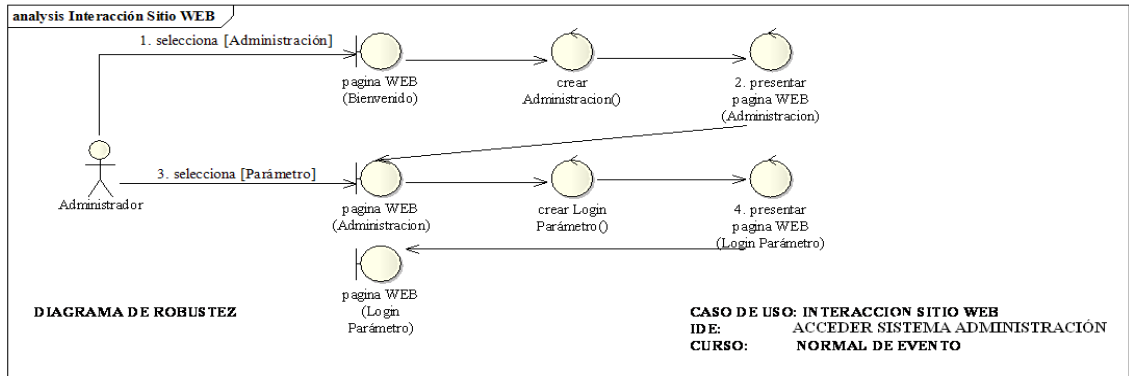 analysis Interacción Sitio WEB
1. selecciona [Administración]
pagina WEB
(Bienvenido)
crear
Administracion()
2. presentar
pagina WEB
(Administracion)
Administrador
3. selecciona [Parámetro]
pagina WEB
(Administracion)
crear Login
Parámetro()
4. presentar
pagina WEB
(Login Parámetro)
pagina WEB
(Login
Parámetro)
DIAGRAMA DE ROBUSTEZ
CASO DE USO: INTERACCION SITIO WEB
IDE: ACCEDER SISTEMA ADMINISTRACIÓN
CURSO: NORMAL DE EVENTO